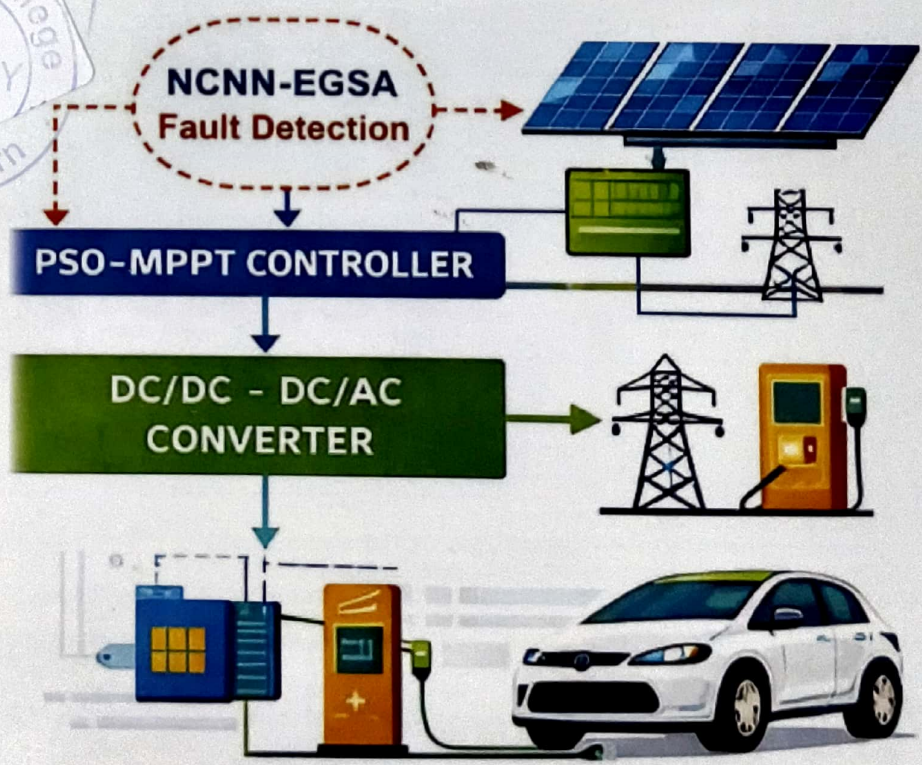 NCNN-EGSA
Fault Detection
PSO-MPPT CONTROLLER
DC/DC - DC/AC
CONVERTER